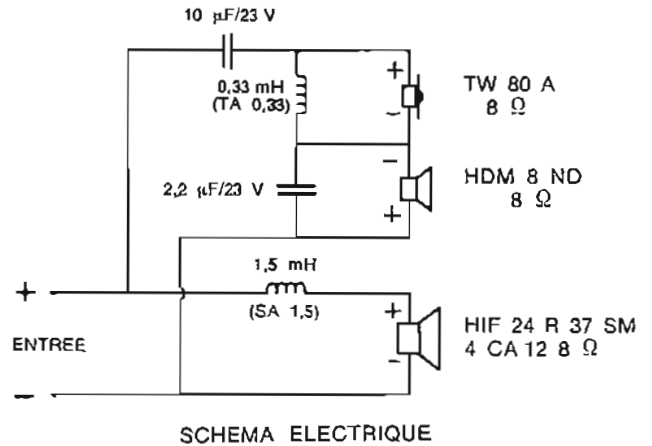 10 µF/23 V
0,33 mH
(TA 0,33)
TW 80 A
8 Ω
2,2 µF/23 V
HDM 8 ND
8 Ω
1,5 mH
(SA 1,5)
ENTREE
HIF 24 R 37 SM
4 CA 12 8 Ω
SCHEMA ELECTRIQUE